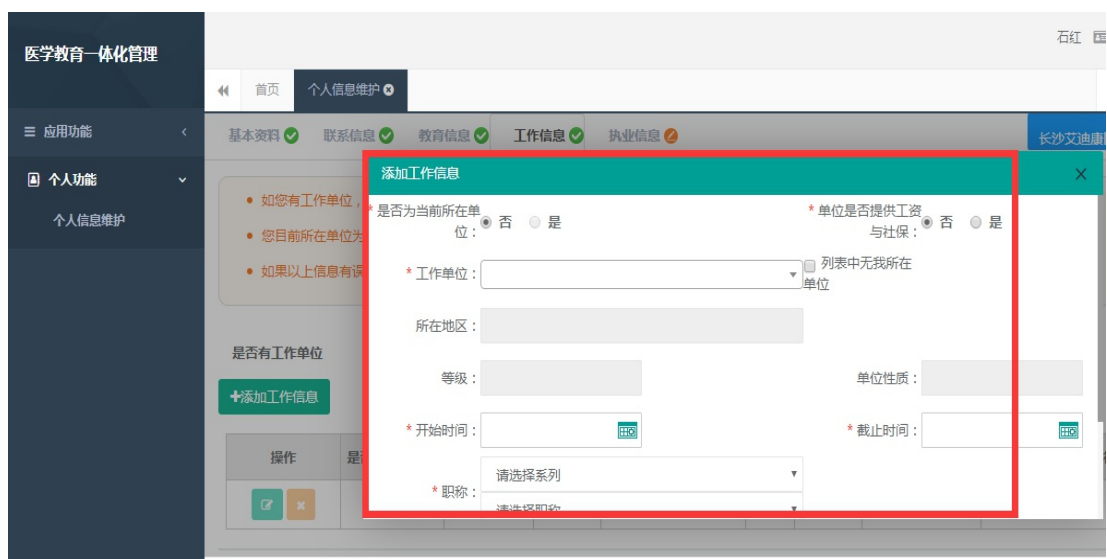 石红
医学教育一体化管理
首页 个人信息维护
应用功能
基本资料 联系信息 教育信息 工作信息 执业信息
长沙艾迪康
个人功能
添加工作信息
个人信息维护
如您有工作单位，
* 是否为当前所在单
位： 否 是
* 单位是否提供工资
与社保： 否 是
您目前所在单位为
如果以上信息有误
* 工作单位：
列表中无我所在
单位
所在地区：
是否有工作单位
等级：
单位性质：
+添加工作信息
* 开始时间：
* 截止时间：
操作 是
请选择系列
* 职称：
请选择职称